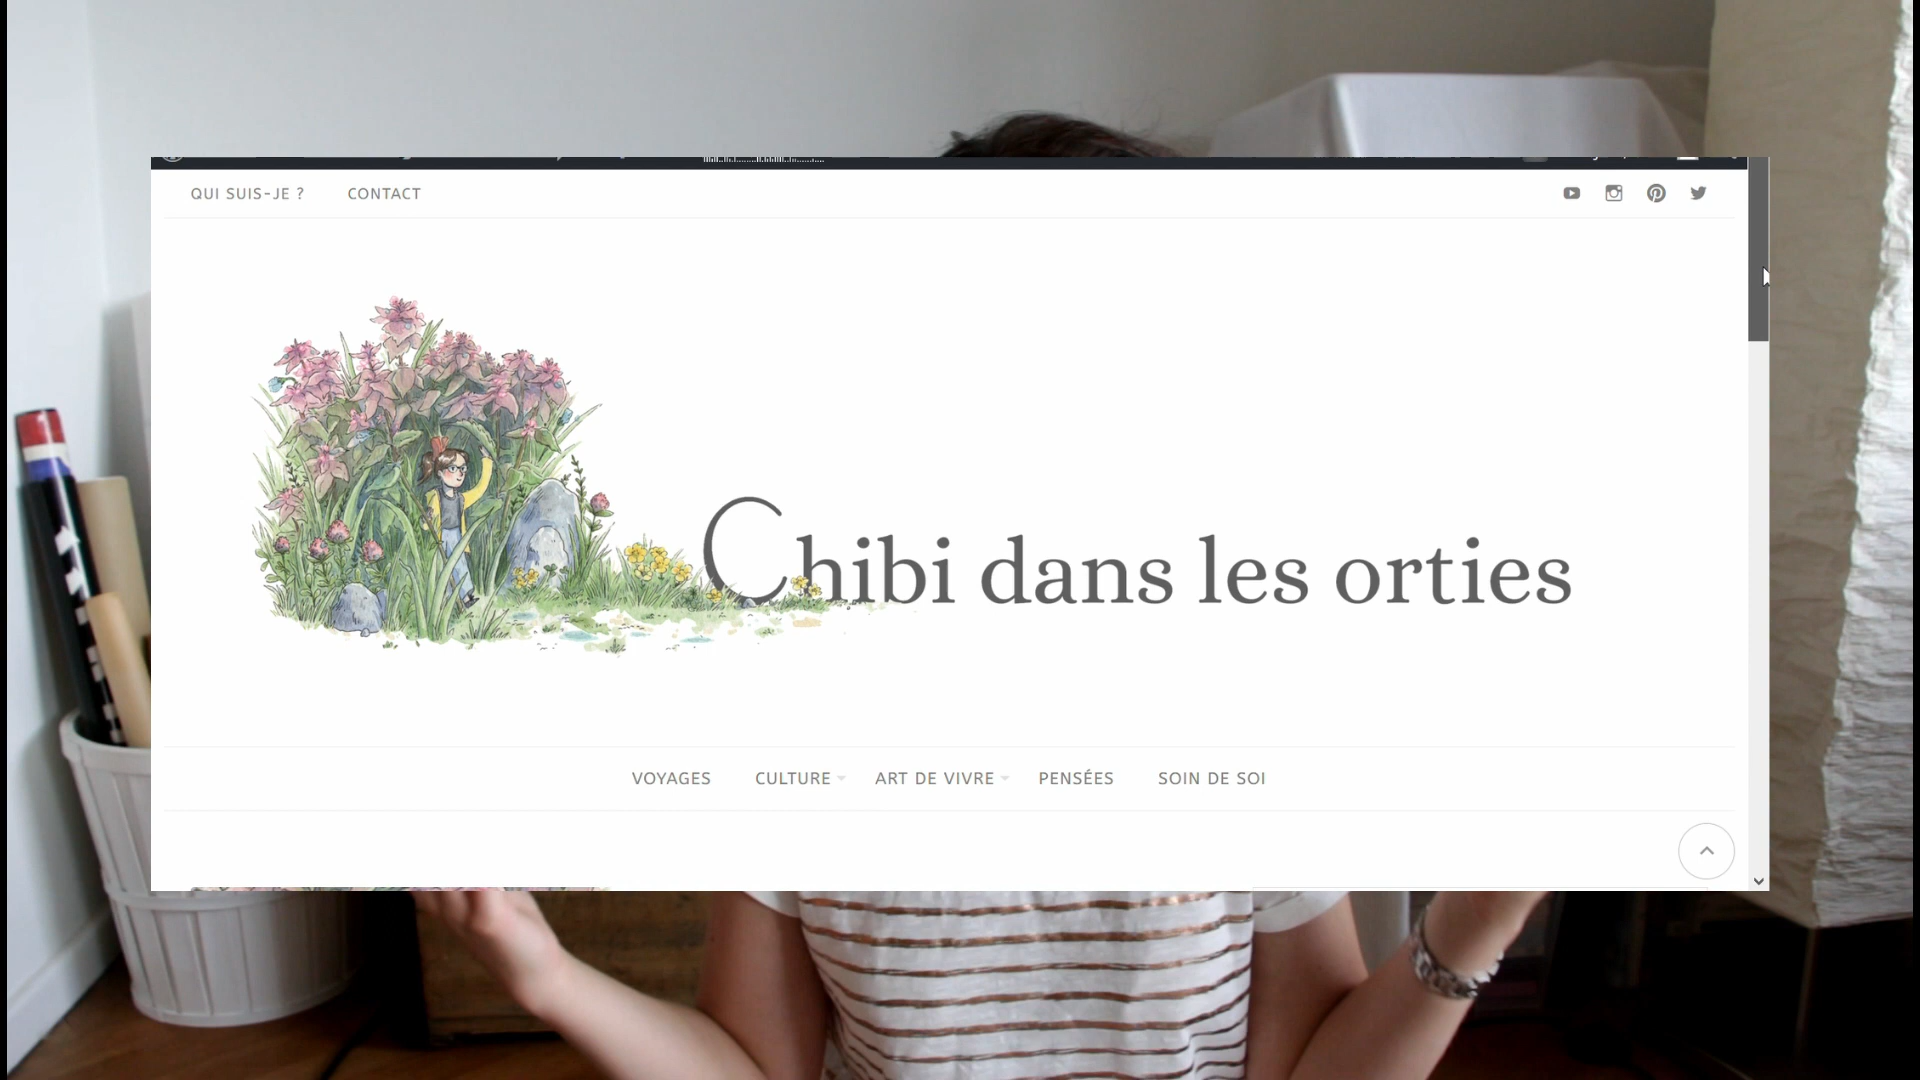 QUI SUIS-JE ? CONTACT
Chibi dans les orties
VOYAGES CULTURE ART DE VIVRE PENSÉES SOIN DE SOI